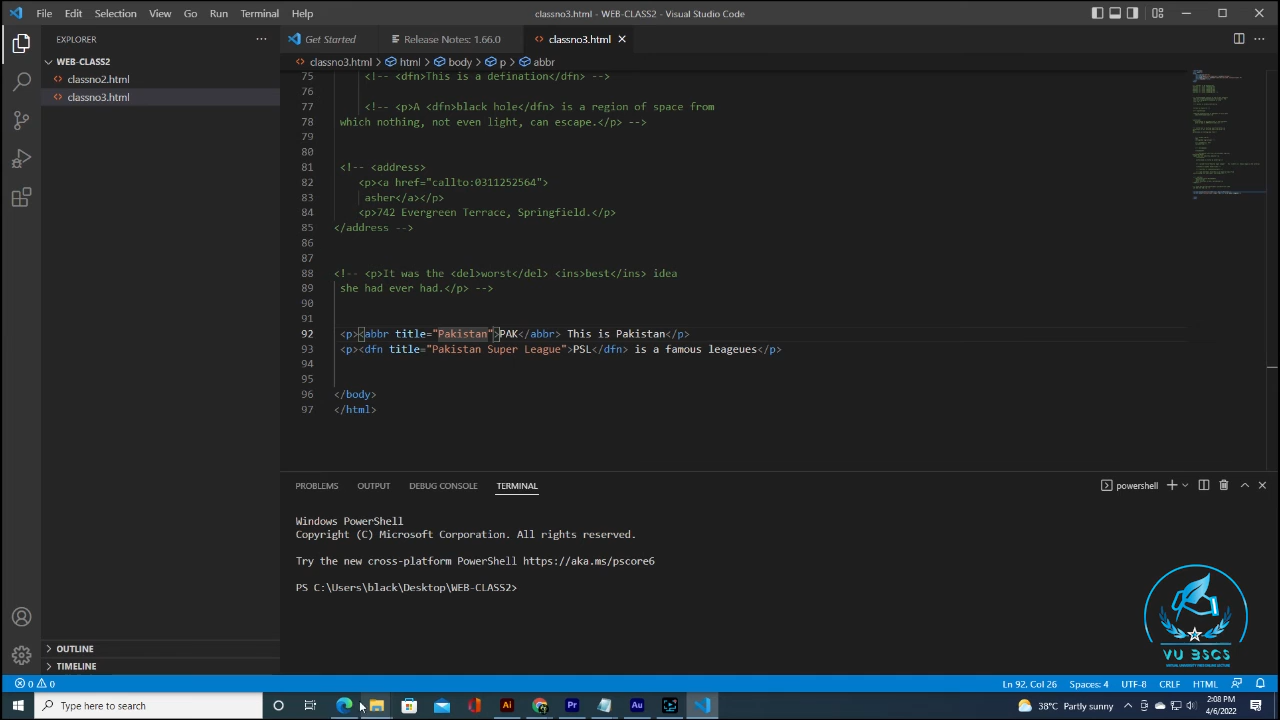 File Edit Selection View Go Run Terminal Help
classno3.html - WEB-CLASS2 - Visual Studio Code
EXPLORER
WEB-CLASS2
classno2.html
classno3.html
OUTLINE
TIMELINE
Get Started Release Notes: 1.66.0 classno3.html
classno3.html > html > body > p > abbr
75 <!-- <dfn>This is a defination</dfn> -->
76
77 <!-- <p>A <dfn>black hole</dfn> is a region of space from
78 which nothing, not even light, can escape.</p> -->
79
80
81 <!-- <address>
82 <p><a href="callto:0312552564">
83 asher</a></p>
84 <p>742 Evergreen Terrace, Springfield.</p>
85 </address -->
86
87
88 <!-- <p>It was the <del>worst</del> <ins>best</ins> idea
89 she had ever had.</p> -->
90
91
92 <p><abbr title="Pakistan">PAK</abbr> This is Pakistan</p>
93 <p><dfn title="Pakistan Super League">PSL</dfn> is a famous leageues</p>
94
95
96 </body>
97 </html>
PROBLEMS OUTPUT DEBUG CONSOLE TERMINAL
powershell
Windows PowerShell
Copyright (C) Microsoft Corporation. All rights reserved.
Try the new cross-platform PowerShell https://aka.ms/pscore6
PS C:\Users\black\Desktop\WEB-CLASS2>
VU BSCS
0 0
Ln 92, Col 26 Spaces: 4 UTF-8 CRLF HTML
Type here to search
38°C Partly sunny
2:08 PM
4/6/2022